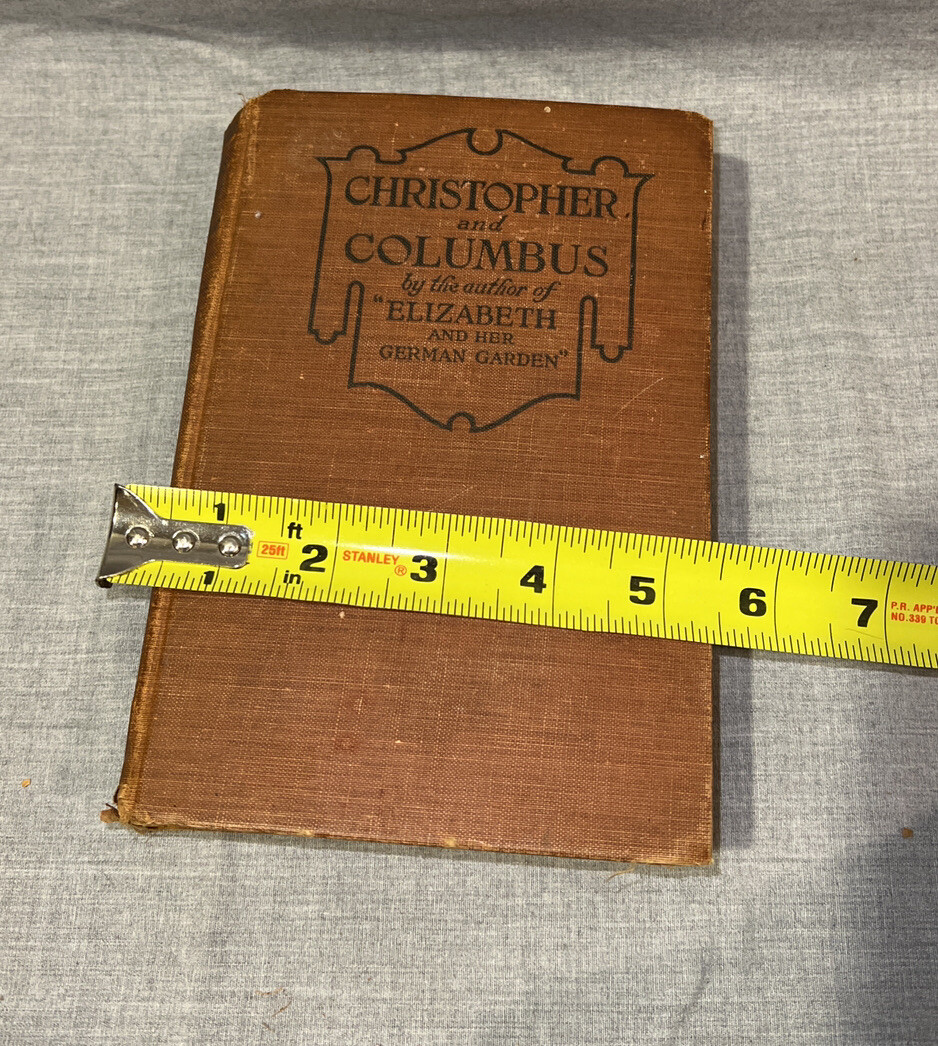 CHRISTOPHER
and
COLUMBUS
by the author of
"ELIZABETH
AND HER
GERMAN GARDEN"
1 ft
25ft 2 STANLEY® 3 4 5 6 7
1 in
P.R. APP'
NO.339 TO